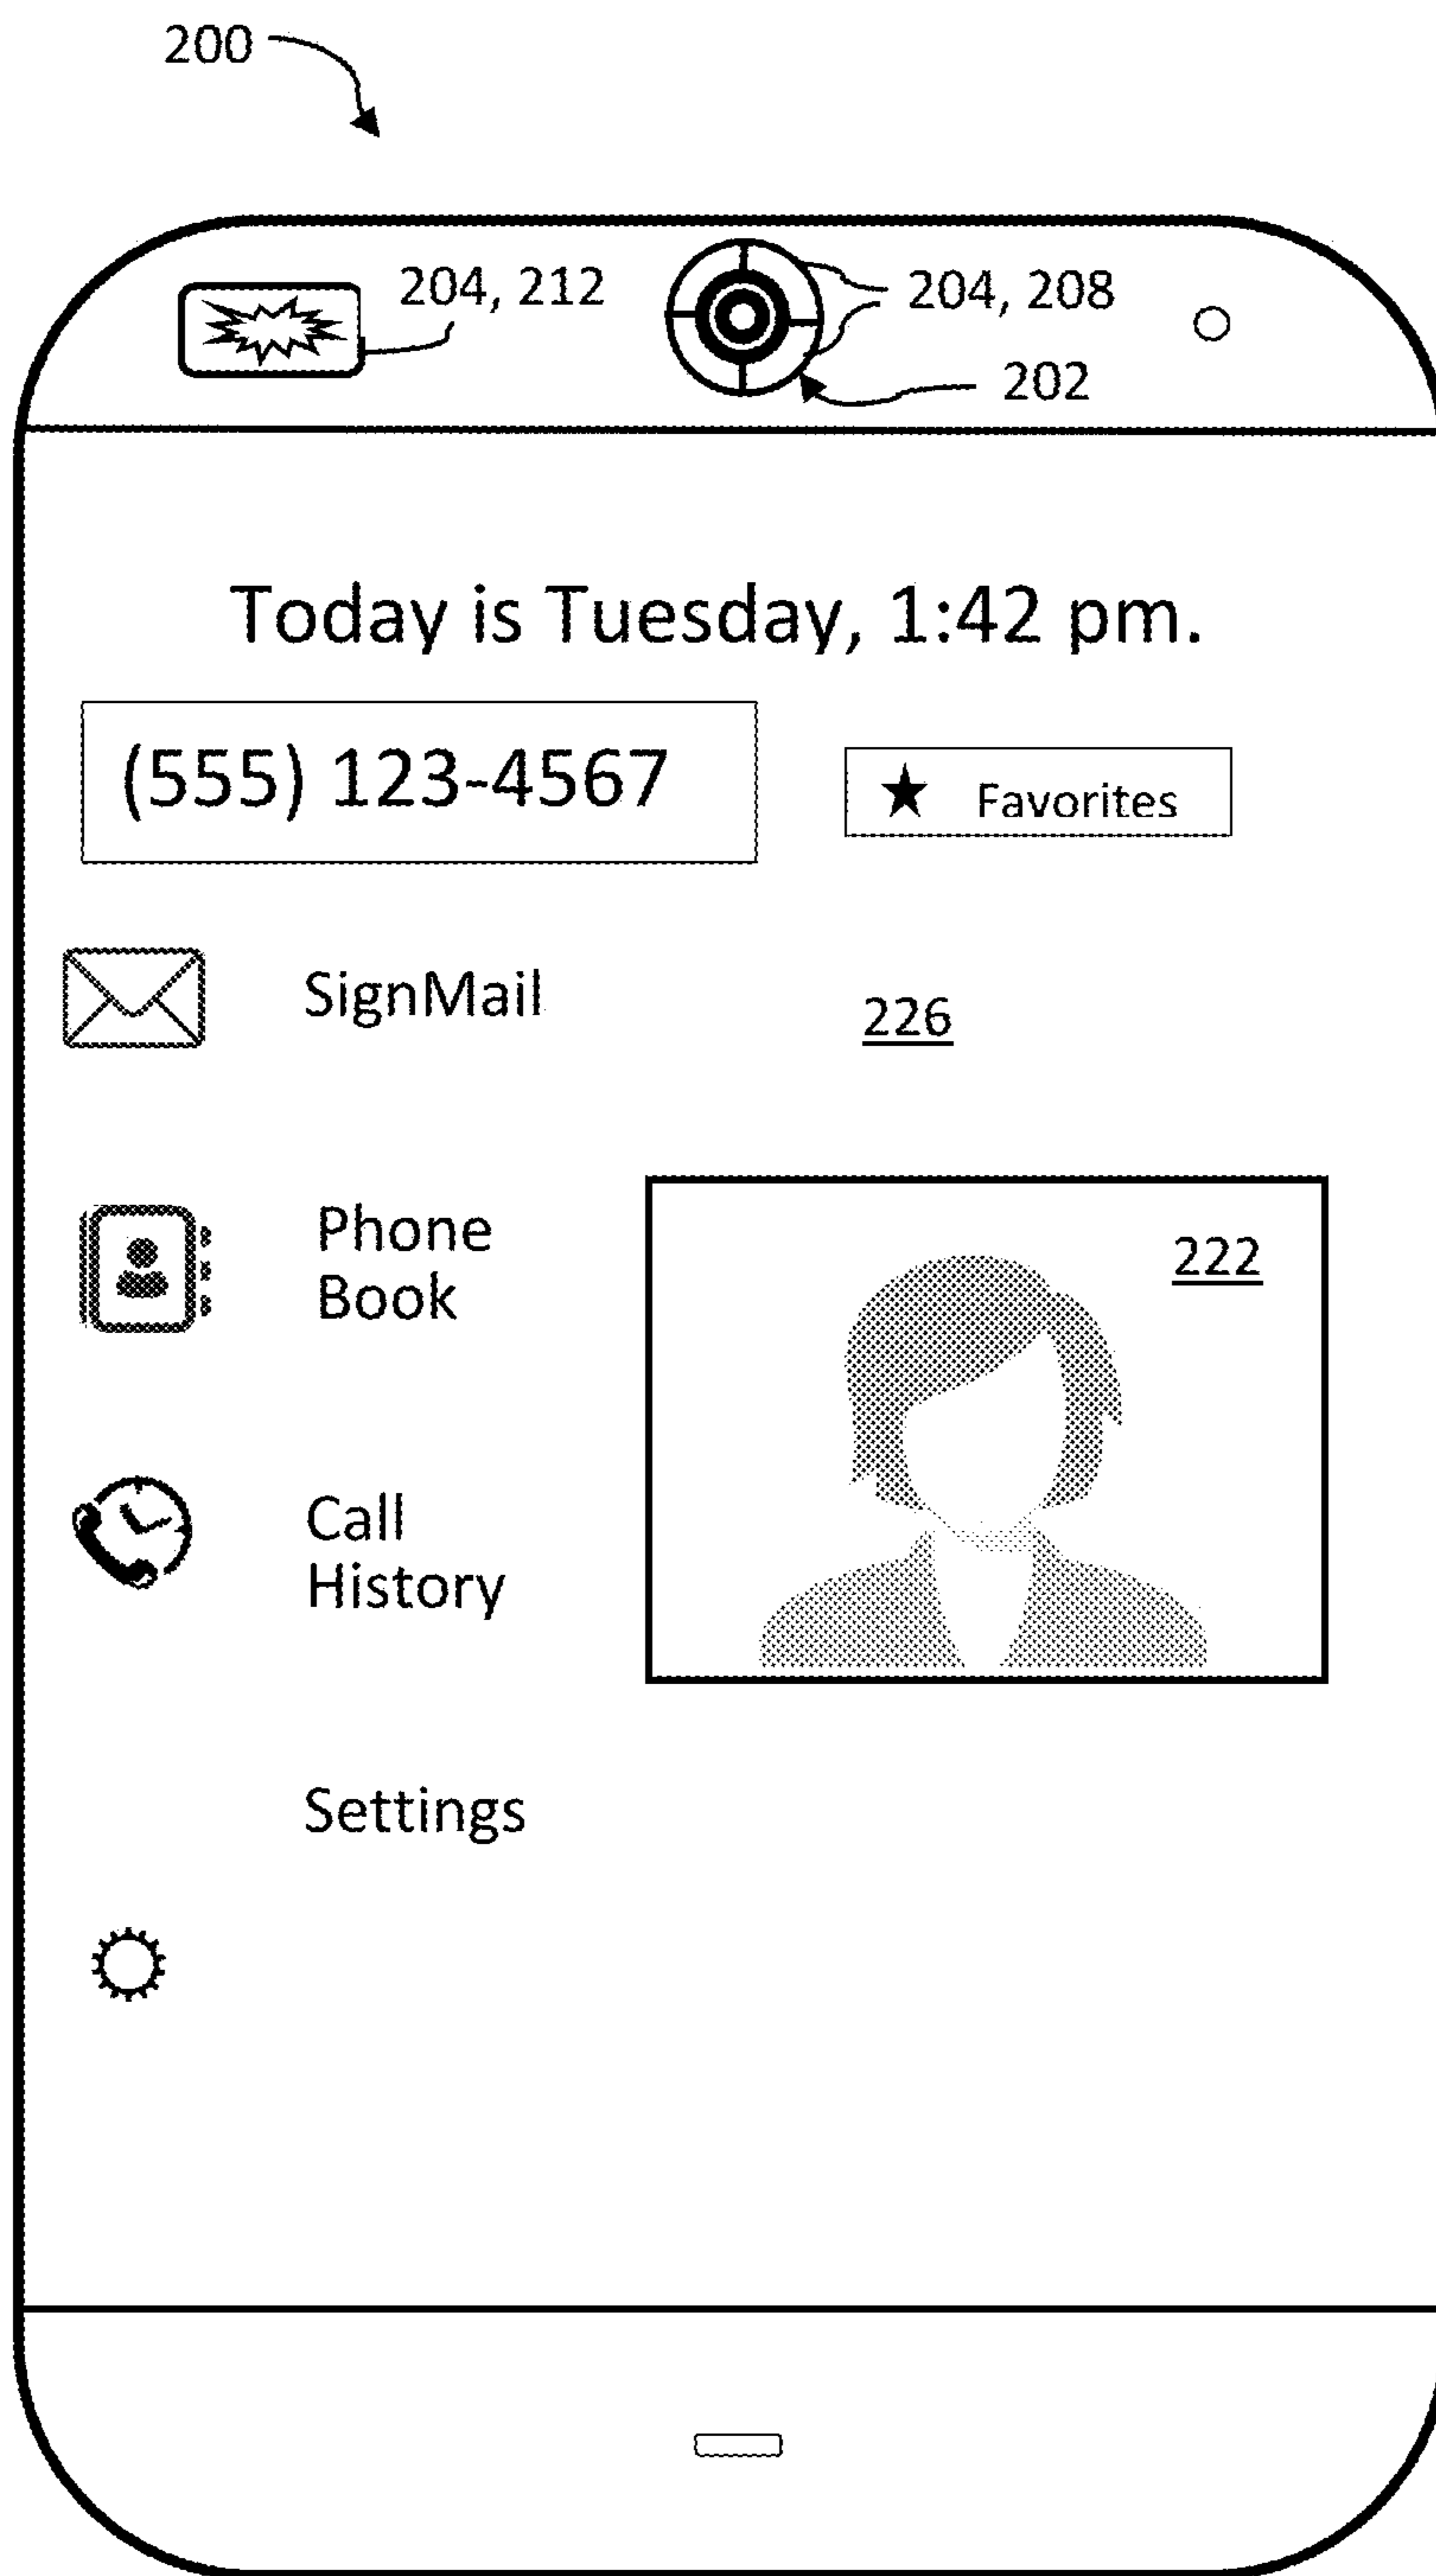 200
204, 212
204, 208
202
Today is Tuesday, 1:42 pm.
(555) 123-4567
★ Favorites
SignMail
226
Phone
Book
222
Call
History
Settings